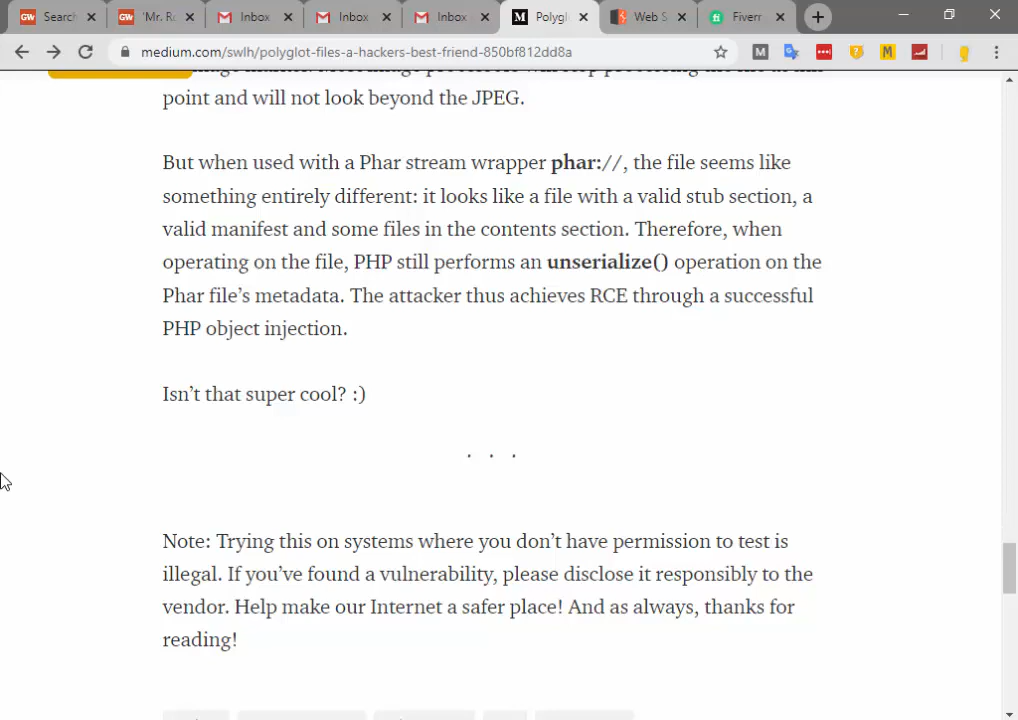 GW Search
GW 'Mr. Ro
Inbox
Inbox
Inbox
M Polygl
Web S
fi Fiverr
medium.com/swlh/polyglot-files-a-hackers-best-friend-850bf812dd8a
point and will not look beyond the JPEG.
But when used with a Phar stream wrapper phar://, the file seems like
something entirely different: it looks like a file with a valid stub section, a
valid manifest and some files in the contents section. Therefore, when
operating on the file, PHP still performs an unserialize() operation on the
Phar file’s metadata. The attacker thus achieves RCE through a successful
PHP object injection.
Isn’t that super cool? :)
. . .
Note: Trying this on systems where you don’t have permission to test is
illegal. If you’ve found a vulnerability, please disclose it responsibly to the
vendor. Help make our Internet a safer place! And as always, thanks for
reading!